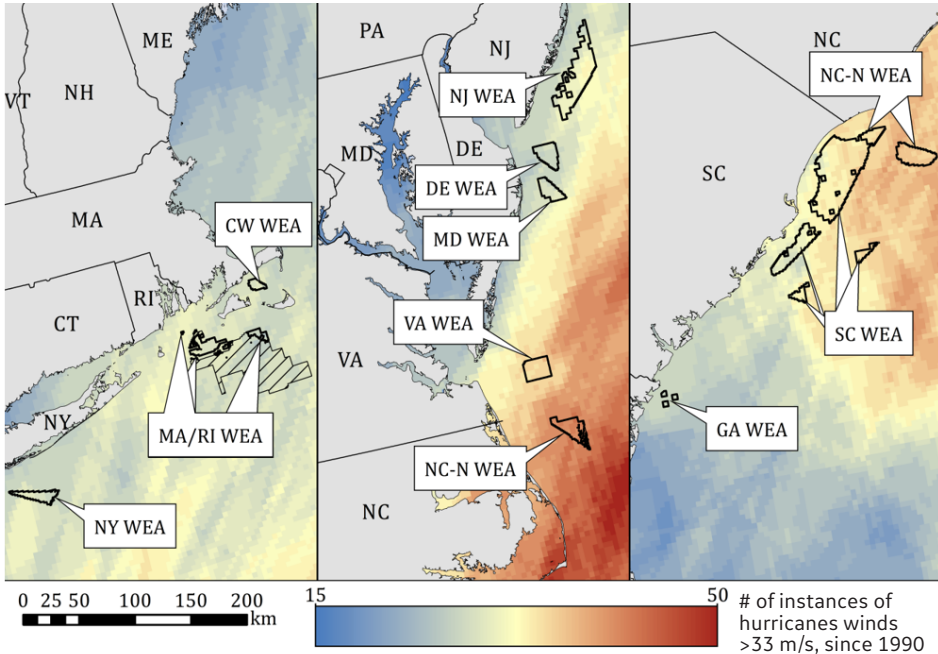 ME
VT
NH
MA
CW WEA
RI
CT
NY
MA/RI WEA
NY WEA
PA
NJ
NJ WEA
MD
DE
DE WEA
MD WEA
VA WEA
VA
NC-N WEA
NC
NC
NC-N WEA
SC
SC WEA
GA WEA
0 25 50 100 150 200
km
15
50
# of instances of
hurricanes winds
>33 m/s, since 1990